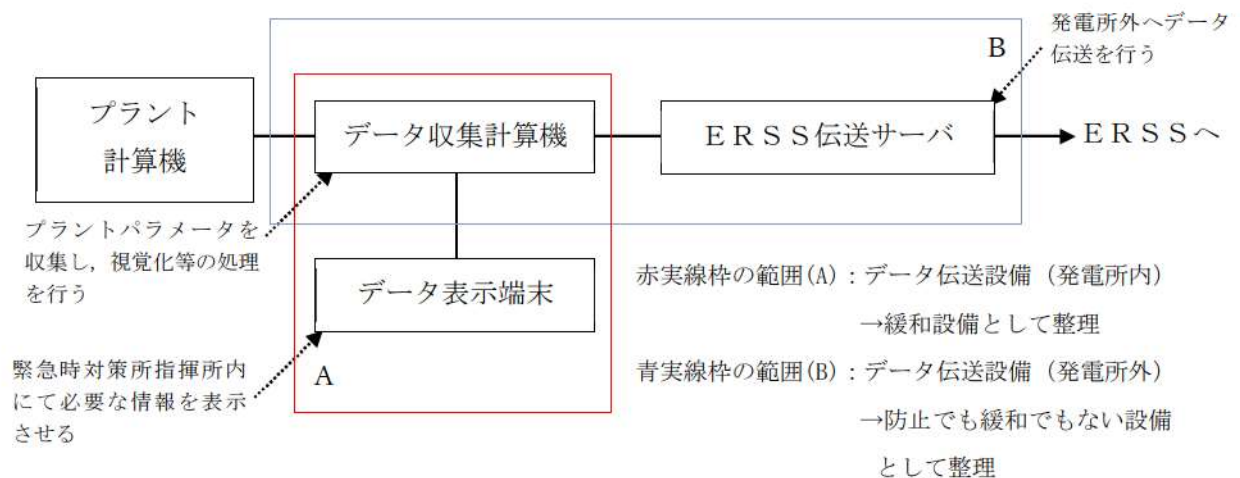 発電所外へデータ
伝送を行う
B
プラント
計算機
データ収集計算機
ERSS伝送サーバ
ERSSへ
プラントパラメータを
収集し，視覚化等の処理
を行う
データ表示端末
緊急時対策所指揮所内
にて必要な情報を表示
させる
A
赤実線枠の範囲(A)：データ伝送設備（発電所内）
→緩和設備として整理
青実線枠の範囲(B)：データ伝送設備（発電所外）
→防止でも緩和でもない設備
として整理